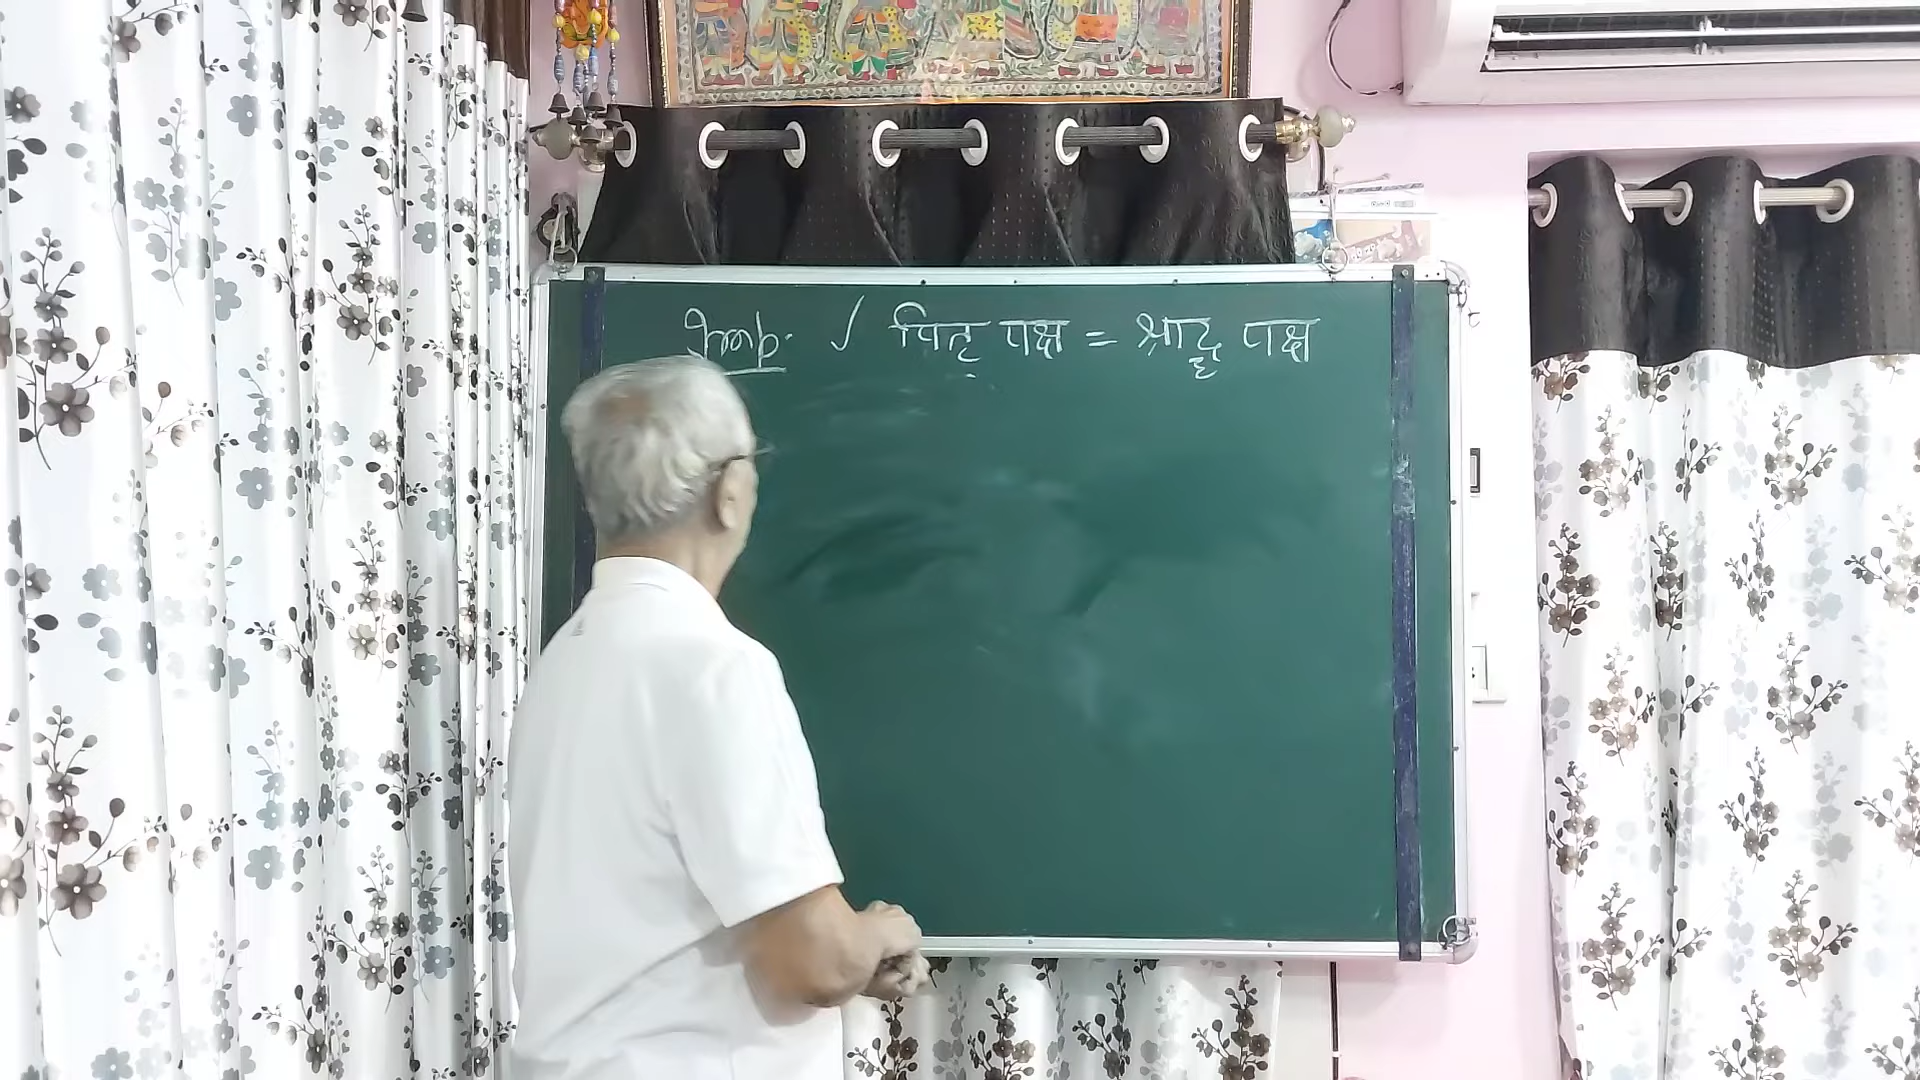 Imp. ✓ पितृ पक्ष = श्राद्ध पक्ष